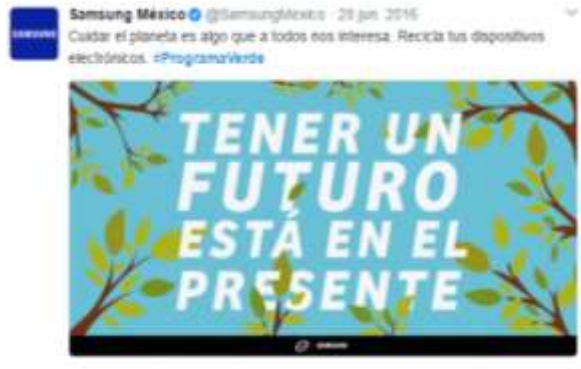 Samsung México @SamsungMexico · 28 jun. 2016
SAMSUNG
Cuidar el planeta es algo que a todos nos interesa. Recicla tus dispositivos
electrónicos. #ProgramaVerde
TENER UN
FUTURO
ESTÁ EN EL
PRESENTE
SAMSUNG